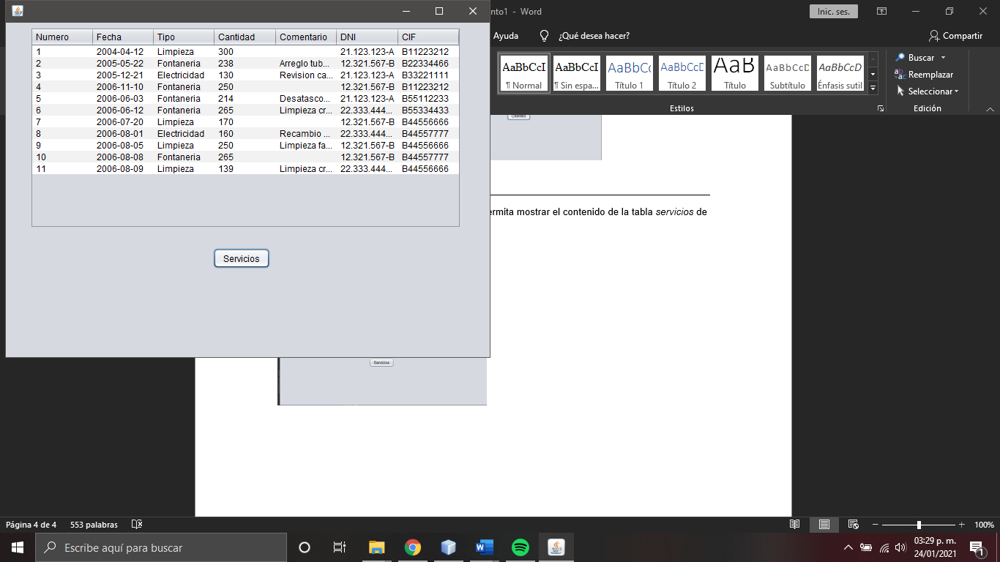 Numero Fecha Tipo Cantidad Comentario DNI CIF
1 2004-04-12 Limpieza 300 21.123.123-A B11223212
2 2005-05-22 Fontaneria 238 Arreglo tub... 12.321.567-B B22334466
3 2005-12-21 Electricidad 130 Revision ca... 21.123.123-A B33221111
4 2006-11-10 Fontaneria 250 12.321.567-B B11223212
5 2006-06-03 Fontaneria 214 Desatasco... 21.123.123-A B55112233
6 2006-06-12 Fontaneria 265 Limpieza cr... 22.333.444... B55334433
7 2006-07-20 Limpieza 170 12.321.567-B B44556666
8 2006-08-01 Electricidad 160 Recambio ... 22.333.444... B44557777
9 2006-08-05 Limpieza 250 Limpieza fa... 12.321.567-B B44556666
10 2006-08-08 Fontaneria 265 12.321.567-B B44557777
11 2006-08-09 Limpieza 139 Limpieza cr... 22.333.444... B44556666
Servicios
nto1 - Word
Inic. ses.
Ayuda ¿Qué desea hacer?
Compartir
AaBbCcI AaBbCcI AaBbCc AaBbCcD AaB AaBbCcD AaBbCcD
¶ Normal ¶ Sin espa... Título 1 Título 2 Título Subtítulo Énfasis sutil
Estilos
Buscar
Reemplazar
Seleccionar
Edición
Clientes
ermita mostrar el contenido de la tabla servicios de
Servicios
Página 4 de 4 553 palabras
100%
Escribe aquí para buscar
03:29 p. m.
24/01/2021
1